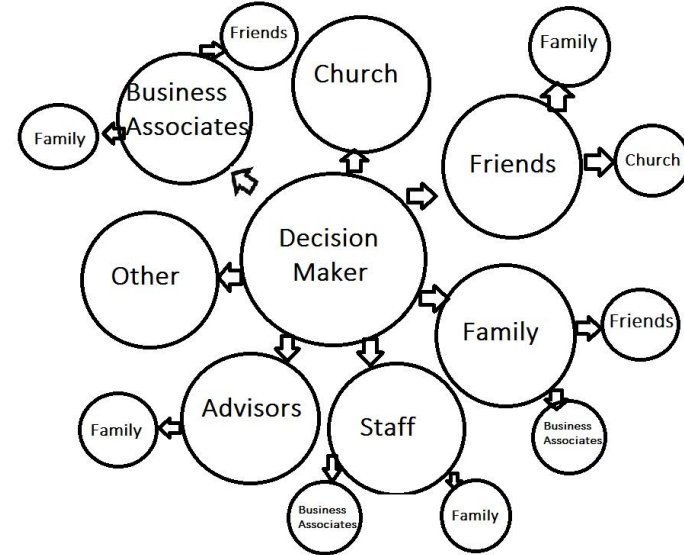 Friends
Family
Church
Business
Associates
Family
Friends
Church
Decision
Maker
Other
Family
Friends
Advisors
Staff
Family
Business
Associates
Business
Associates
Family